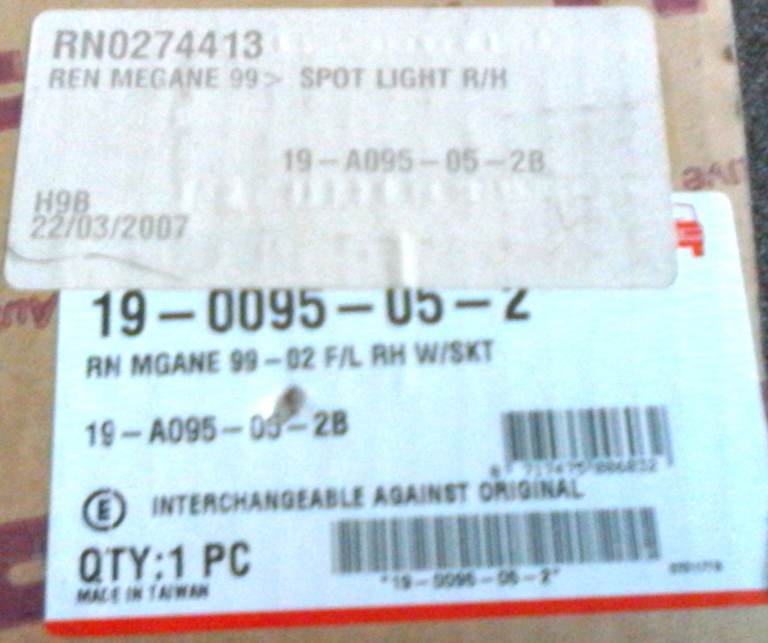 RN0274413
REN MEGANE 99> SPOT LIGHT R/H
19-A095-05-2B
H9B
22/03/2007
19-0095-05-2
RN MGANE 99-02 F/L RH W/SKT
19-A095-05-2B
E INTERCHANGEABLE AGAINST ORIGINAL
QTY:1 PC
MADE IN TAIWAN
"19-0095-05-2"